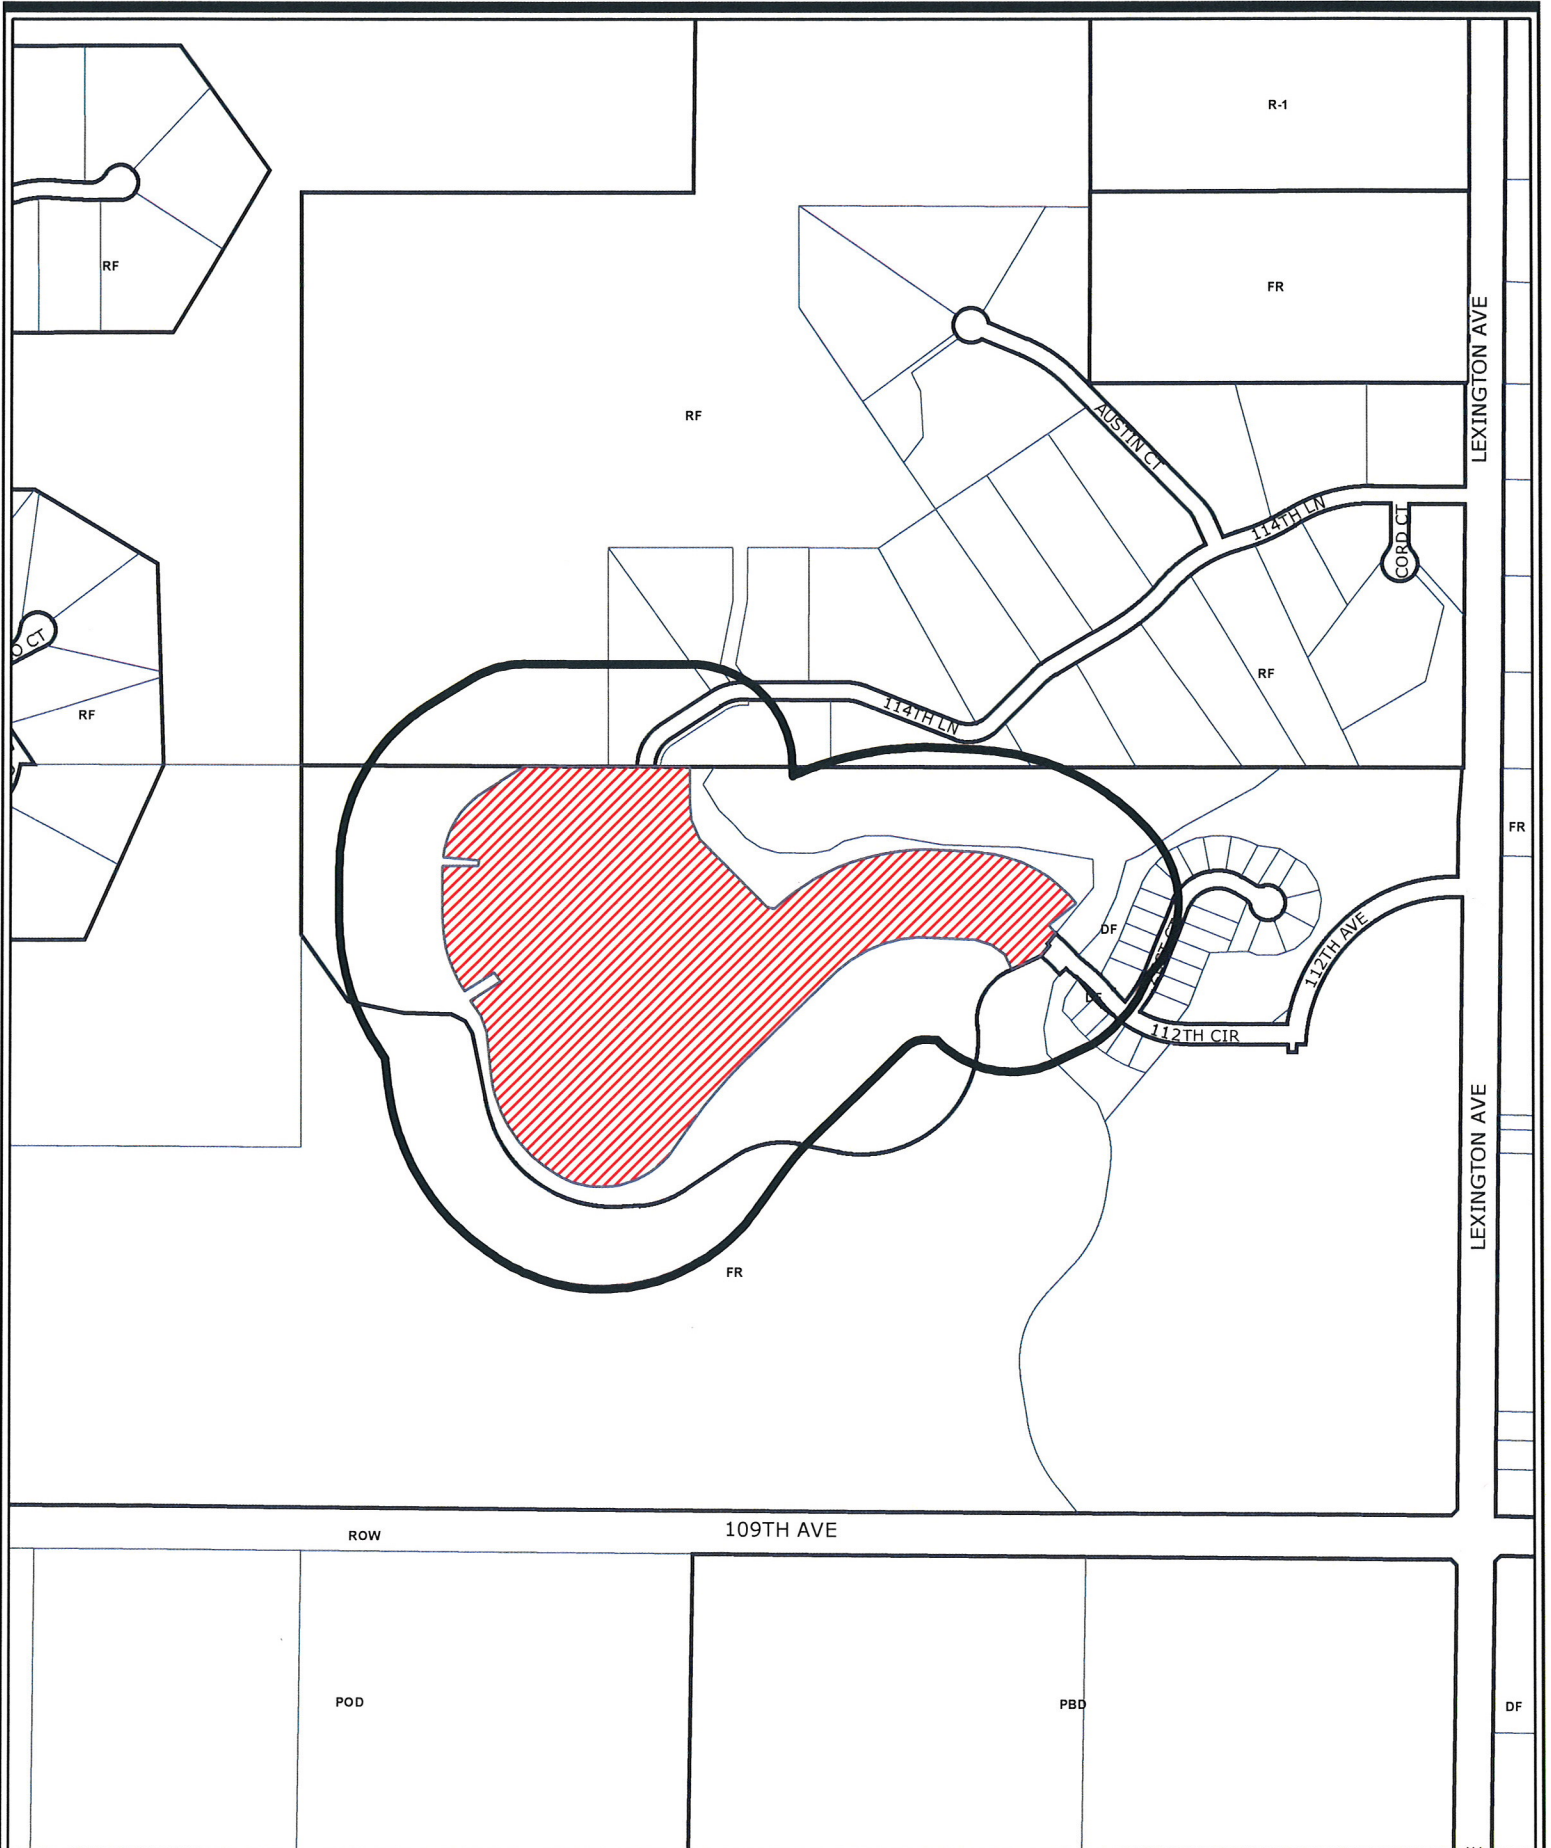 R-1
RF
FR
LEXINGTON AVE
RF
AUSTIN CT
114TH LN
CORD CT
CT
RF
RF
114TH LN
FR
DF
112TH AVE
112TH CIR
LEXINGTON AVE
FR
109TH AVE
ROW
POD
PBD
DF